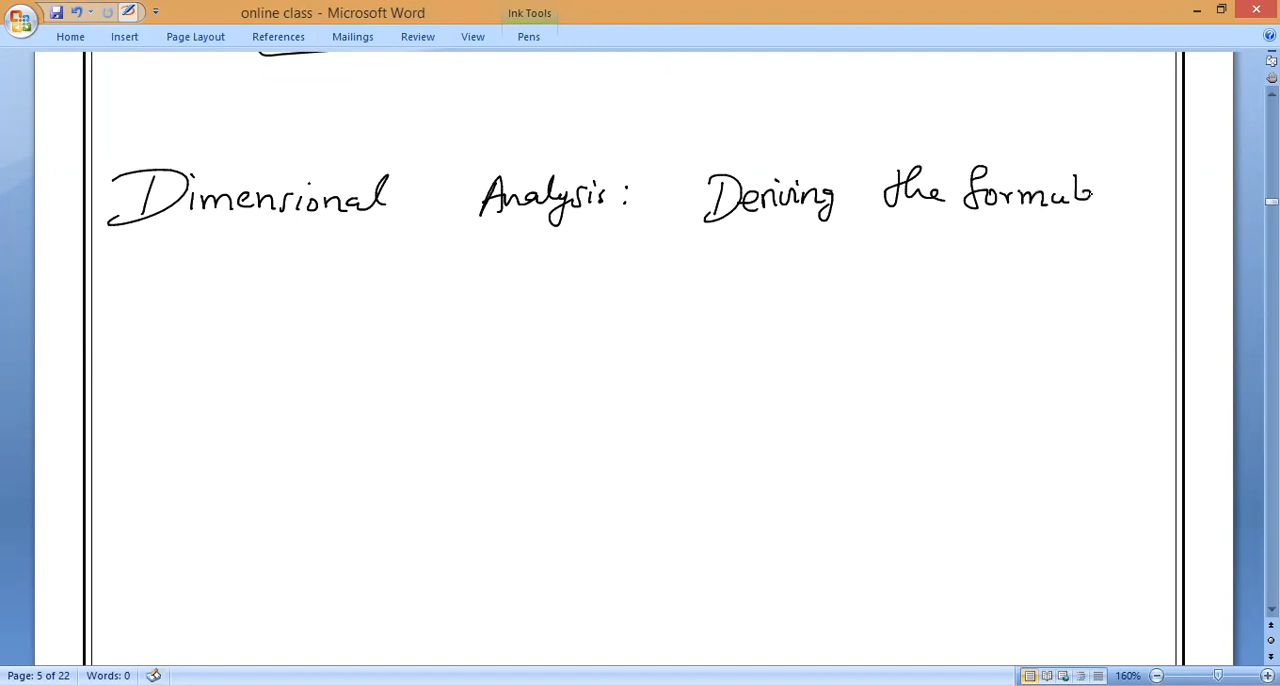 online class - Microsoft Word
Ink Tools
Home Insert Page Layout References Mailings Review View Pens
Dimensional Analysis: Deriving the formula
Page: 5 of 22 Words: 0 160%